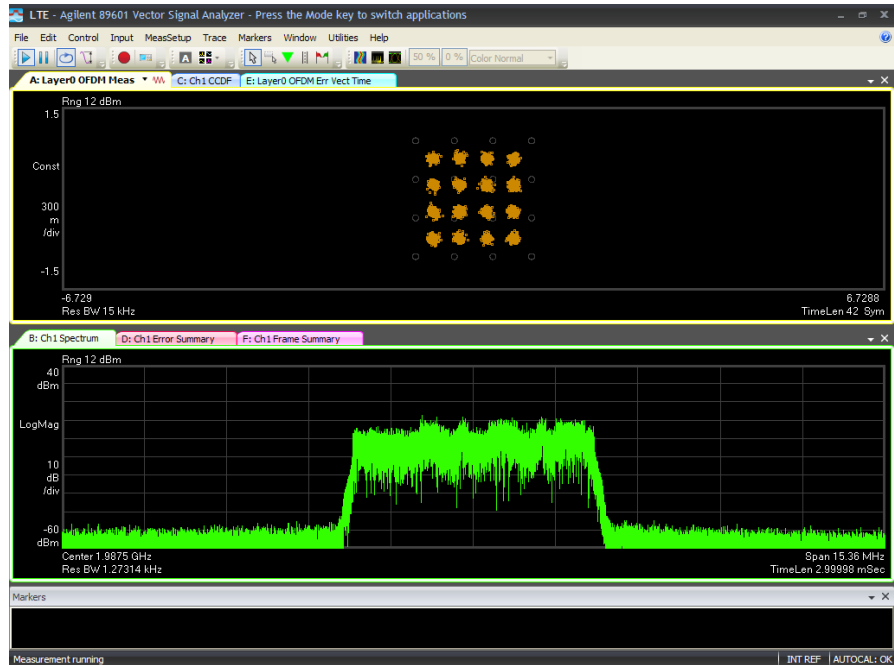 LTE - Agilent 89601 Vector Signal Analyzer - Press the Mode key to switch applications
File Edit Control Input MeasSetup Trace Markers Window Utilities Help
A 50 % 0 % Color Normal
A: Layer0 OFDM Meas C: Ch1 CCDF E: Layer0 OFDM Err Vect Time
Rng 12 dBm
1.5
Const
300
m
/div
-1.5
-6.729 6.7288
Res BW 15 kHz TimeLen 42 Sym
B: Ch1 Spectrum D: Ch1 Error Summary F: Ch1 Frame Summary
Rng 12 dBm
40
dBm
LogMag
10
dB
/div
-60
dBm
Center 1.9875 GHz Span 15.36 MHz
Res BW 1.27314 kHz TimeLen 2.99998 mSec
Markers
Measurement running INT REF AUTOCAL: OK